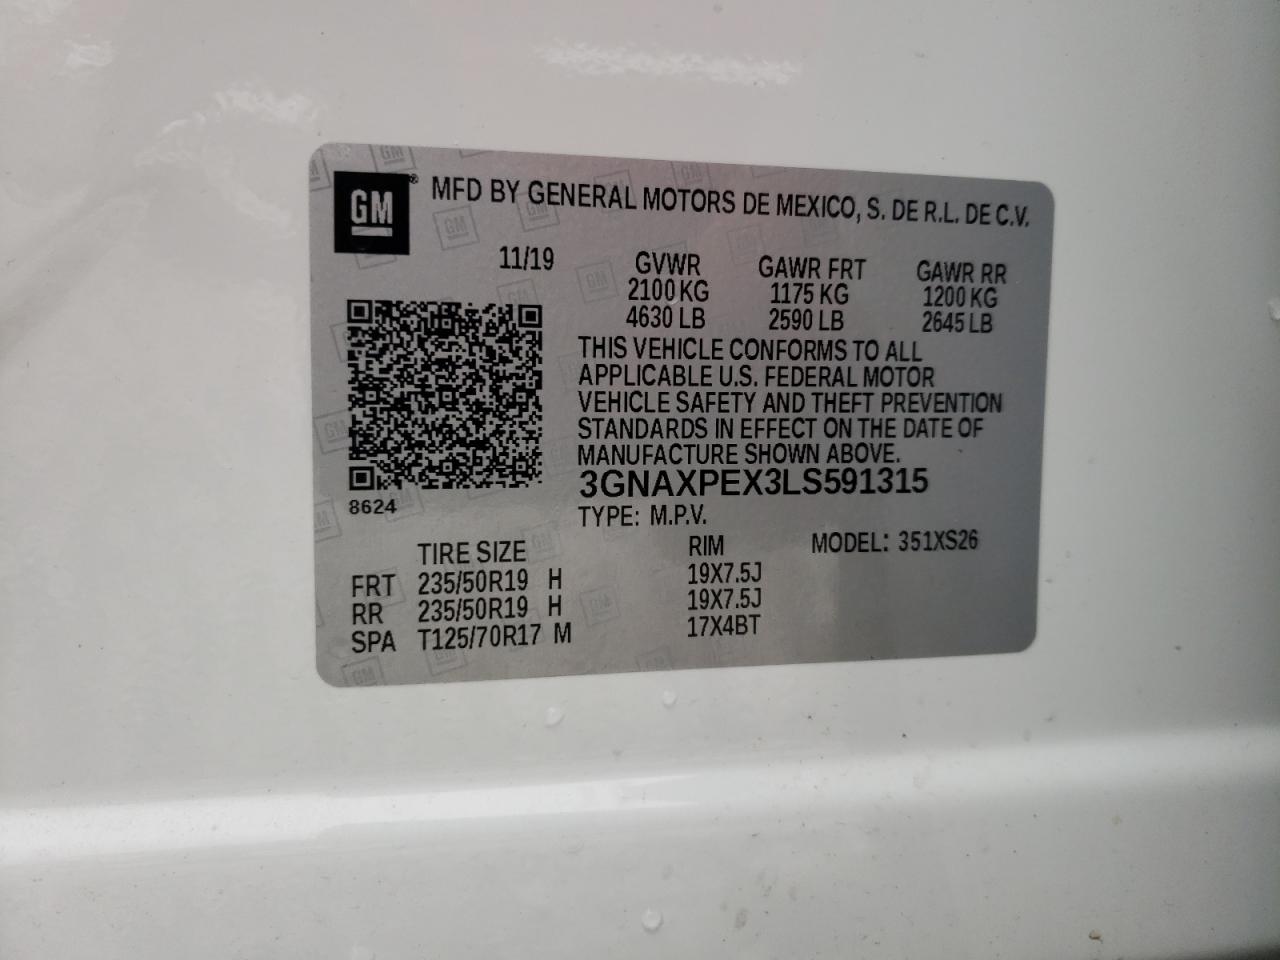 GM® MFD BY GENERAL MOTORS DE MEXICO, S. DE R.L. DE C.V.
11/19 GVWR GAWR FRT GAWR RR
2100 KG 1175 KG 1200 KG
4630 LB 2590 LB 2645 LB
THIS VEHICLE CONFORMS TO ALL
APPLICABLE U.S. FEDERAL MOTOR
VEHICLE SAFETY AND THEFT PREVENTION
STANDARDS IN EFFECT ON THE DATE OF
MANUFACTURE SHOWN ABOVE.
3GNAXPEX3LS591315
8624
TYPE: M.P.V.
TIRE SIZE RIM MODEL: 351XS26
FRT 235/50R19 H 19X7.5J
RR 235/50R19 H 19X7.5J
SPA T125/70R17 M 17X4BT